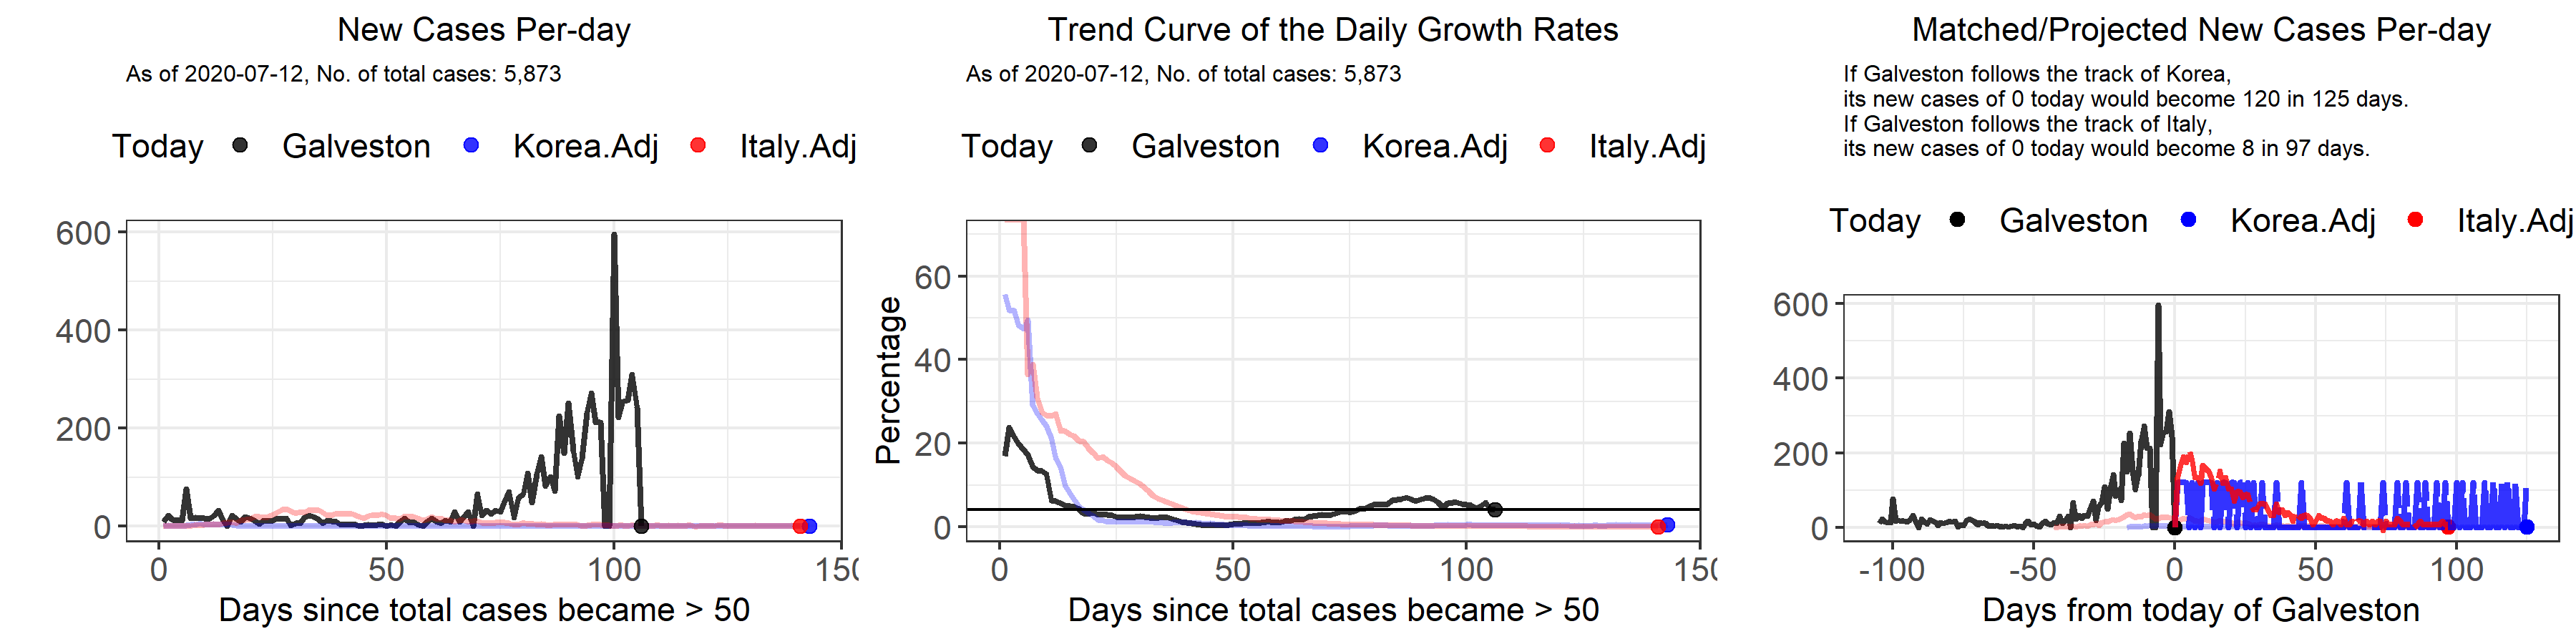 New Cases Per-day
As of 2020-07-12, No. of total cases: 5,873
Today Galveston Korea.Adj Italy.Adj
600
400
200
0
0 50 100 150
Days since total cases became > 50
Trend Curve of the Daily Growth Rates
As of 2020-07-12, No. of total cases: 5,873
Today Galveston Korea.Adj Italy.Adj
Percentage
60
40
20
0
0 50 100 150
Days since total cases became > 50
Matched/Projected New Cases Per-day
If Galveston follows the track of Korea,
its new cases of 0 today would become 120 in 125 days.
If Galveston follows the track of Italy,
its new cases of 0 today would become 8 in 97 days.
Today Galveston Korea.Adj Italy.Adj
600
400
200
0
-100 -50 0 50 100
Days from today of Galveston